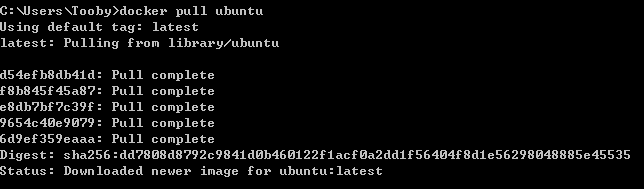 C:\Users\Tooby>docker pull ubuntu
Using default tag: latest
latest: Pulling from library/ubuntu
d54efb8db41d: Pull complete
f8b845f45a87: Pull complete
e8db7bf7c39f: Pull complete
9654c40e9079: Pull complete
6d9ef359eaaa: Pull complete
Digest: sha256:dd7808d8792c9841d0b460122f1acf0a2dd1f56404f8d1e56298048885e45535
Status: Downloaded newer image for ubuntu:latest